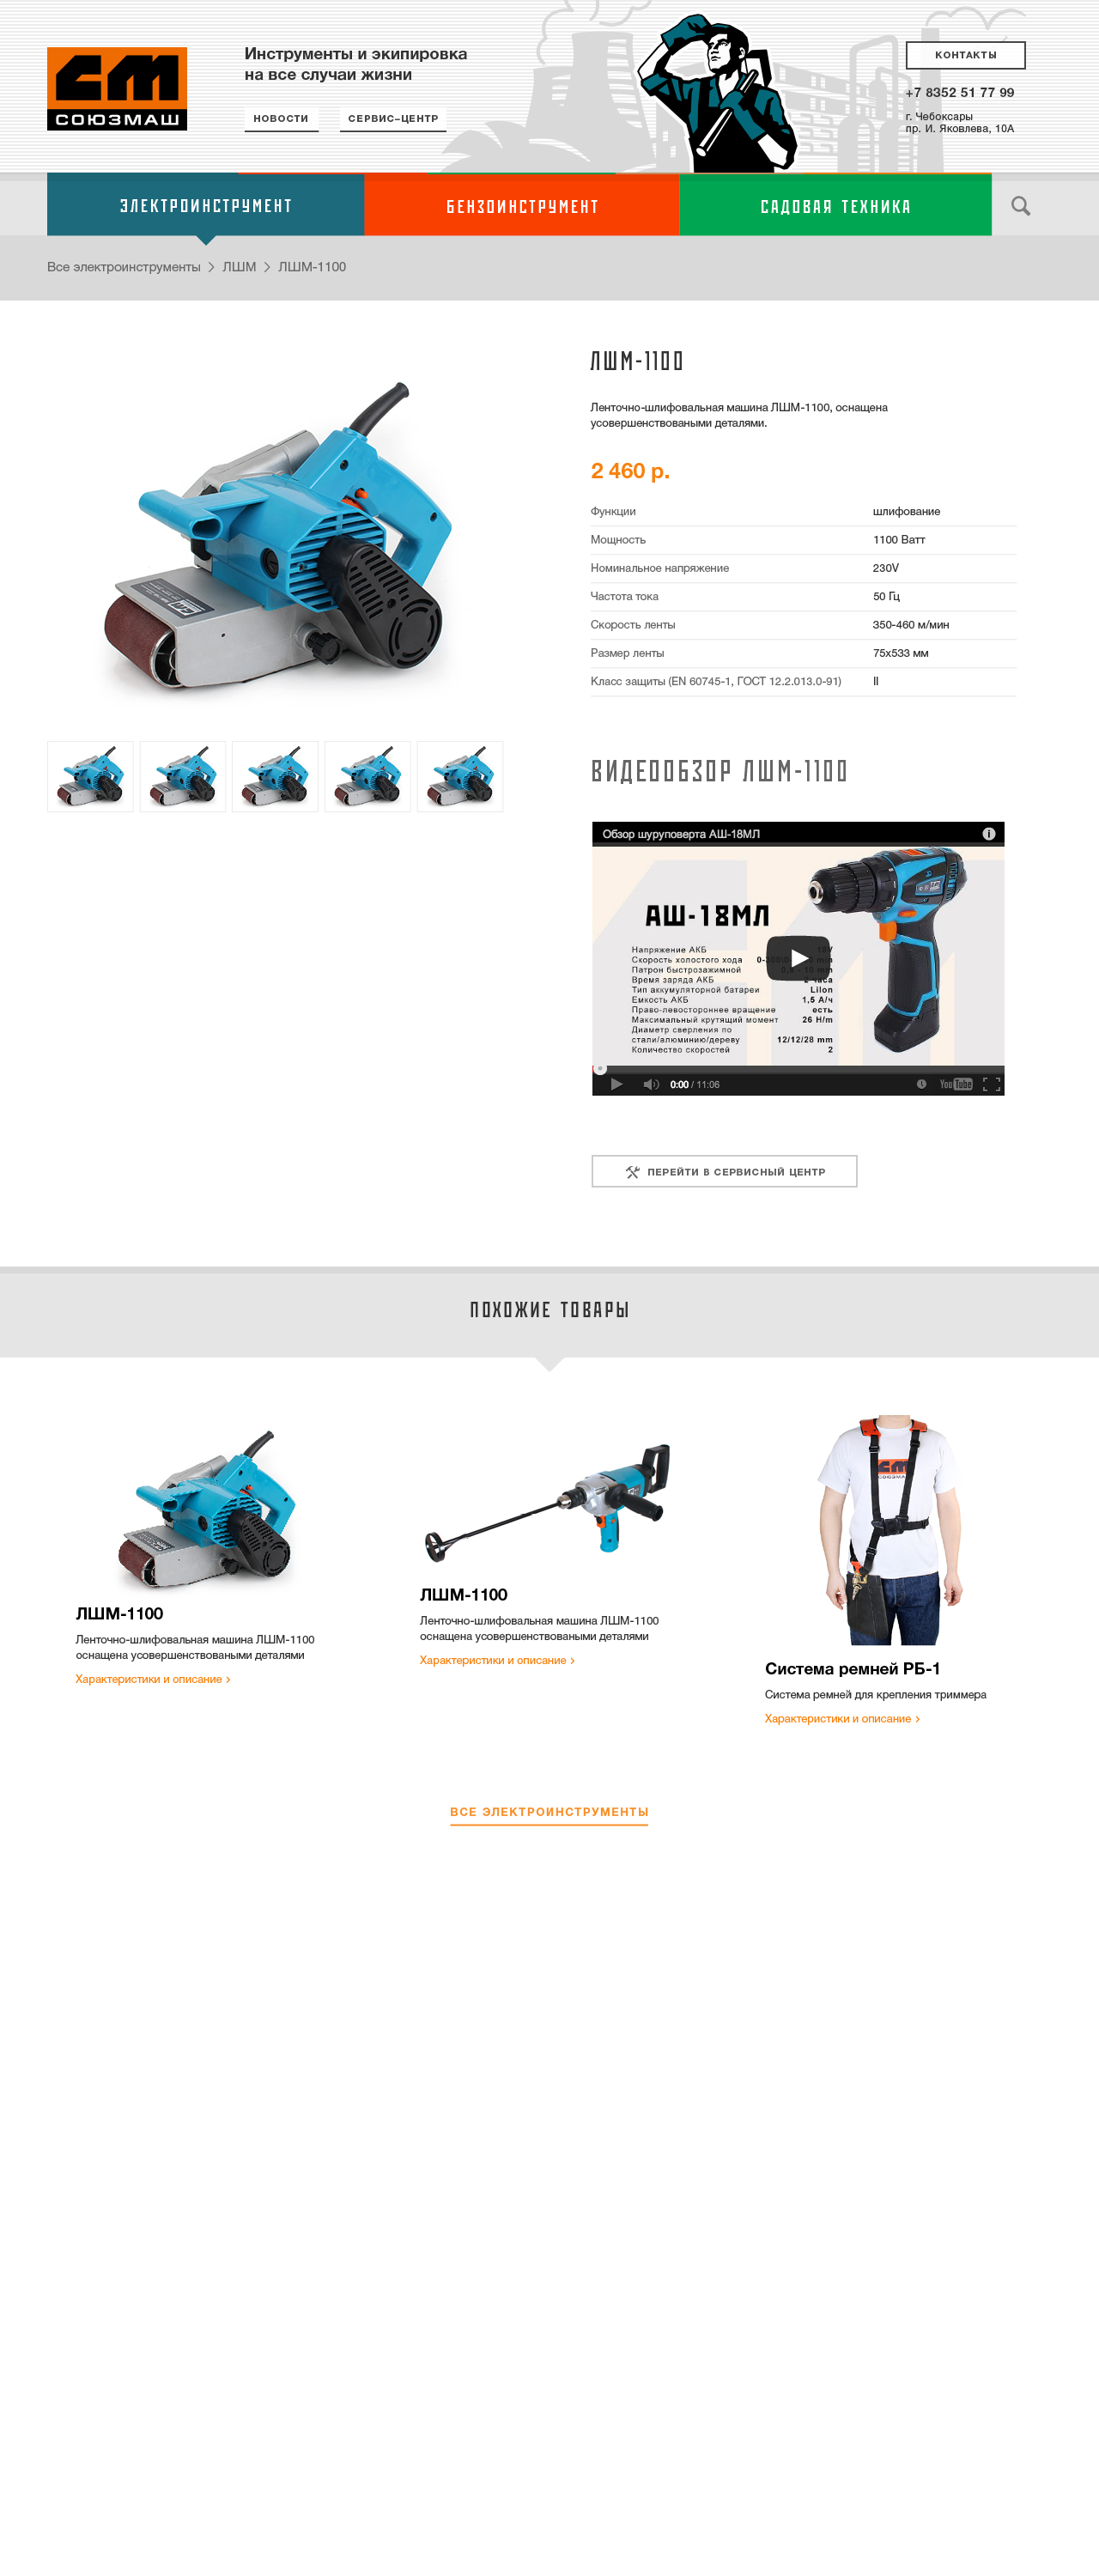 ст
СОЮЗМАШ
Инструменты и экипировка
на все случаи жизни
НОВОСТИ
СЕРВИС–ЦЕНТР
КОНТАКТЫ
+7 8352 51 77 99
г. Чебоксары
пр. И. Яковлева, 10А
ЭЛЕКТРОИНСТРУМЕНТ
БЕНЗОИНСТРУМЕНТ
САДОВАЯ ТЕХНИКА
Все электроинструменты > ЛШМ > ЛШМ-1100
ЛШМ-1100
Ленточно-шлифовальная машина ЛШМ-1100, оснащена
усовершенствоваными деталями.
2 460 р.
Функции шлифование
Мощность 1100 Ватт
Номинальное напряжение 230V
Частота тока 50 Гц
Скорость ленты 350-460 м/мин
Размер ленты 75х533 мм
Класс защиты (EN 60745-1, ГОСТ 12.2.013.0-91) II
ВИДЕООБЗОР ЛШМ-1100
Обзор шуруповерта АШ-18МЛ
АШ-18МЛ
Напряжение АКБ
Скорость холостого хода
Патрон быстрозажимной
Время заряда АКБ
Тип аккумуляторной батареи LiIon
Емкость АКБ 1,5 А/ч
Право-левостороннее вращение есть
Максимальный крутящий момент 26 Н/m
Диаметр сверления по
стали/алюминию/дереву 12/12/28 mm
Количество скоростей 2
0:00 / 11:06
You Tube
ПЕРЕЙТИ В СЕРВИСНЫЙ ЦЕНТР
ПОХОЖИЕ ТОВАРЫ
ст
СОЮЗМАШ
ЛШМ-1100
Ленточно-шлифовальная машина ЛШМ-1100
оснащена усовершенствоваными деталями
Характеристики и описание >
ЛШМ-1100
Ленточно-шлифовальная машина ЛШМ-1100
оснащена усовершенствоваными деталями
Характеристики и описание >
Система ремней РБ-1
Система ремней для крепления триммера
Характеристики и описание >
ВСЕ ЭЛЕКТРОИНСТРУМЕНТЫ